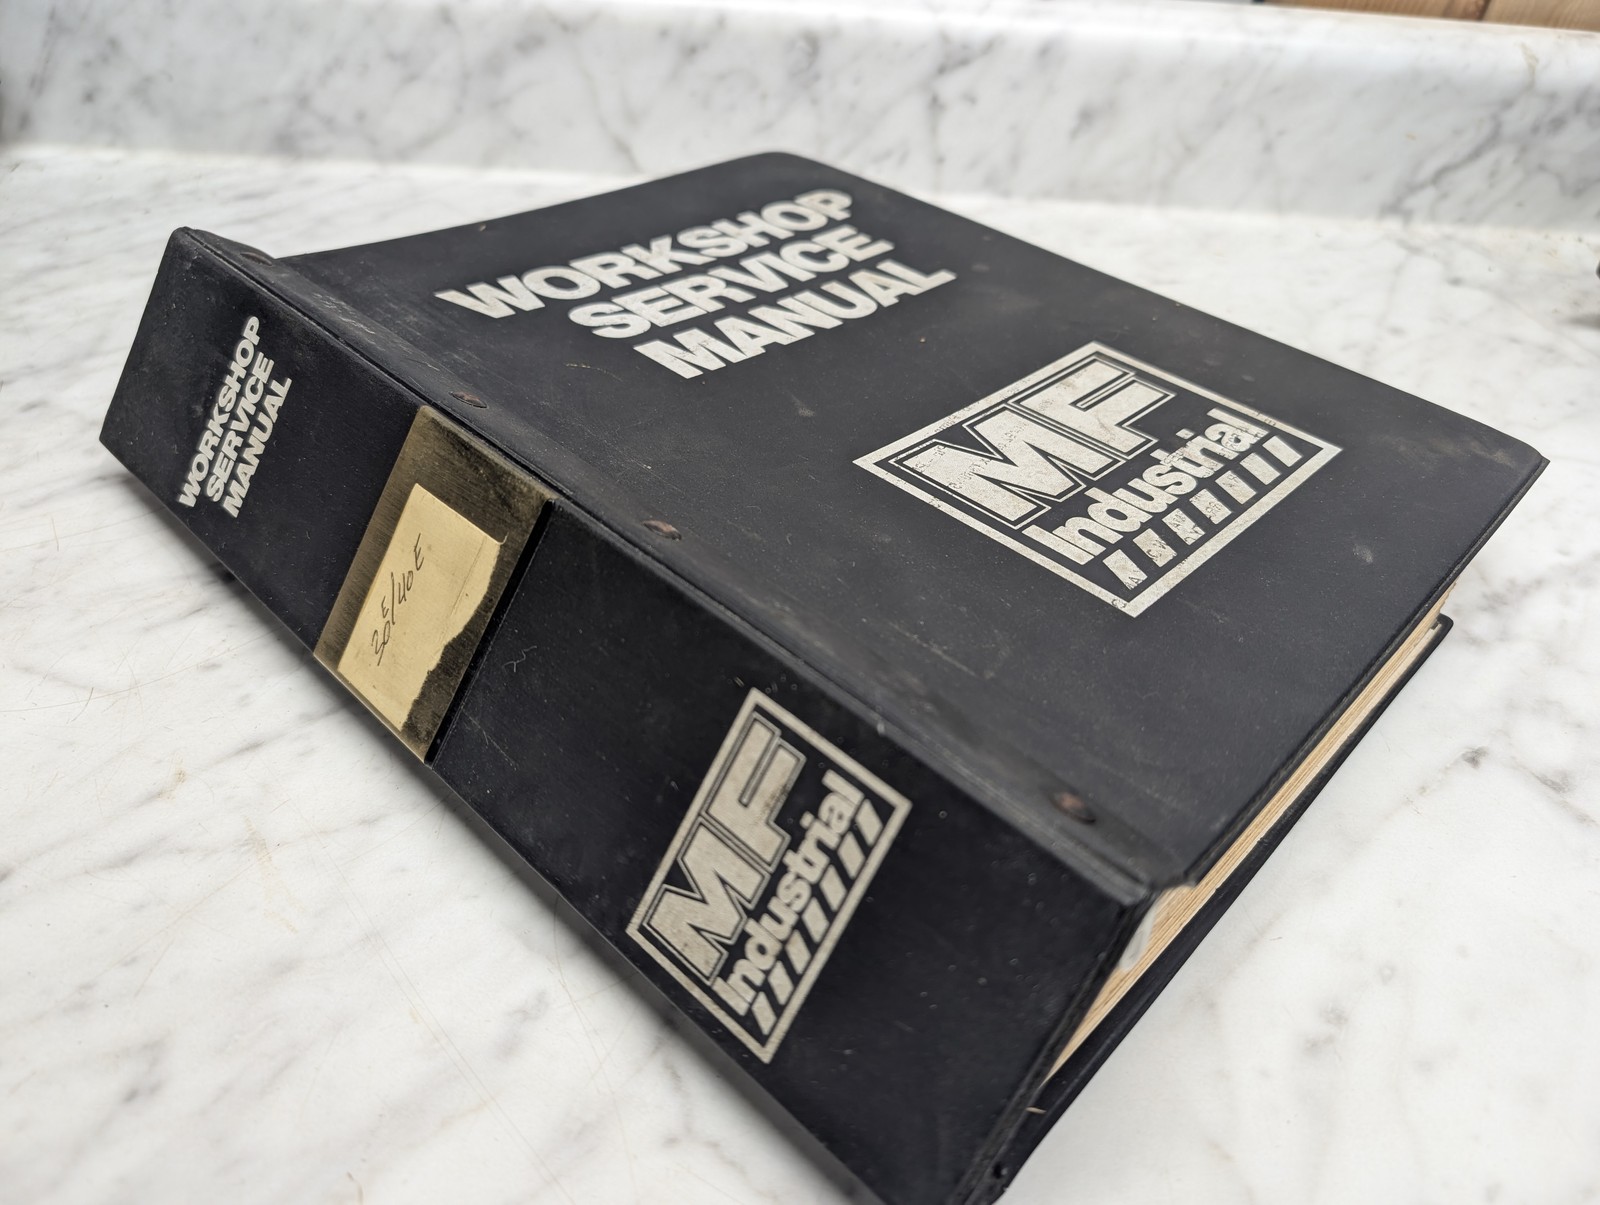 WORKSHOP
SERVICE
MANUAL
MF
Industrial
WORKSHOP
SERVICE
MANUAL
30E/40E
MF
Industrial